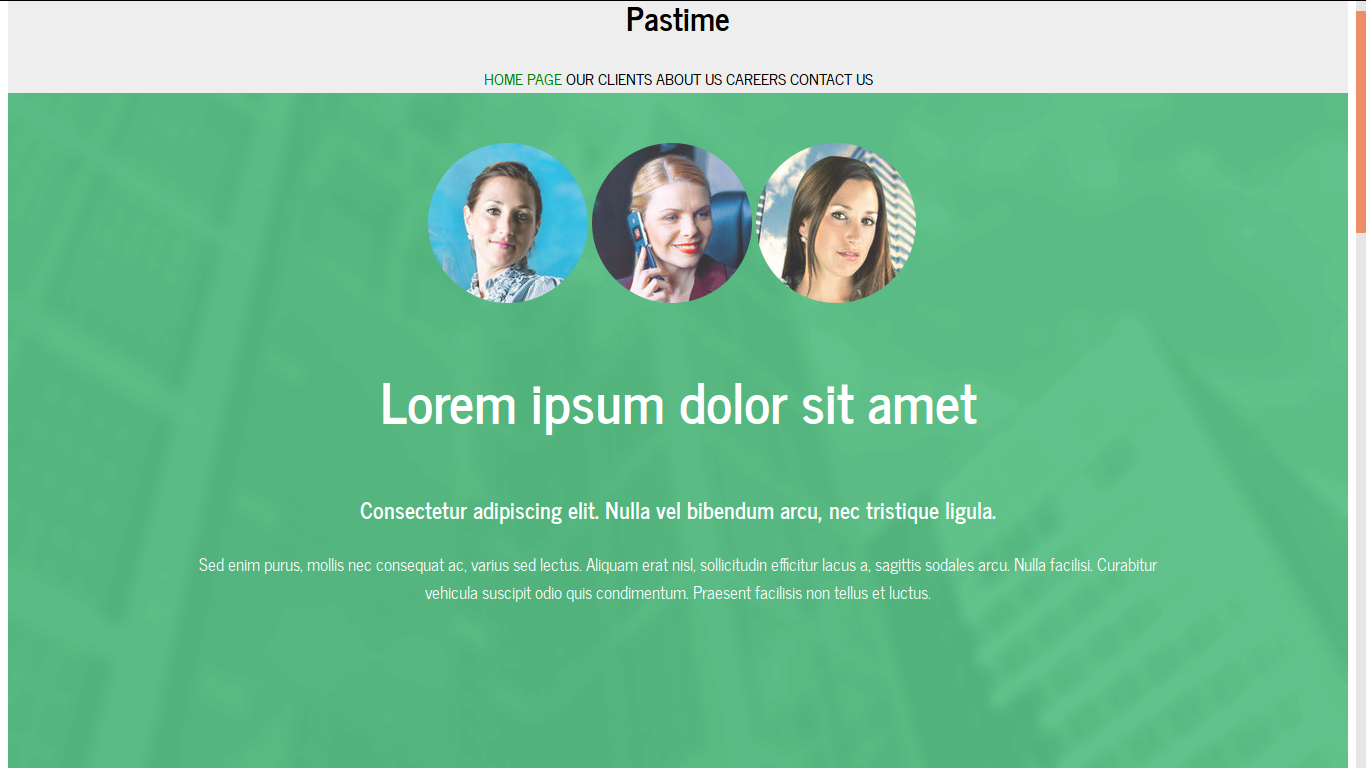 Pastime
HOME PAGE OUR CLIENTS ABOUT US CAREERS CONTACT US
Lorem ipsum dolor sit amet
Consectetur adipiscing elit. Nulla vel bibendum arcu, nec tristique ligula.
Sed enim purus, mollis nec consequat ac, varius sed lectus. Aliquam erat nisl, sollicitudin efficitur lacus a, sagittis sodales arcu. Nulla facilisi. Curabitur
vehicula suscipit odio quis condimentum. Praesent facilisis non tellus et luctus.